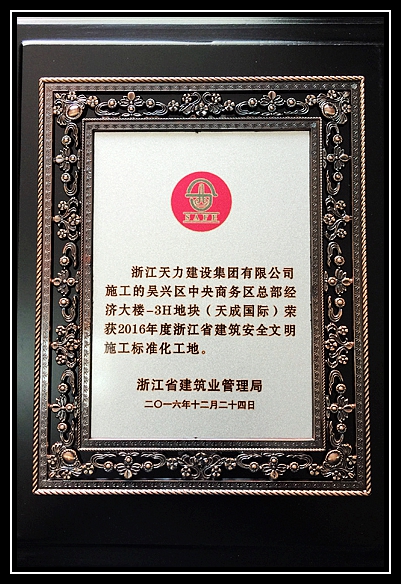 浙江天力建设集团有限公司
施工的吴兴区中央商务区总部经
济大楼-3H地块（天成国际）荣
获2016年度浙江省建筑安全文明
施工标准化工地。
浙江省建筑业管理局
二〇一六年十二月二十四日